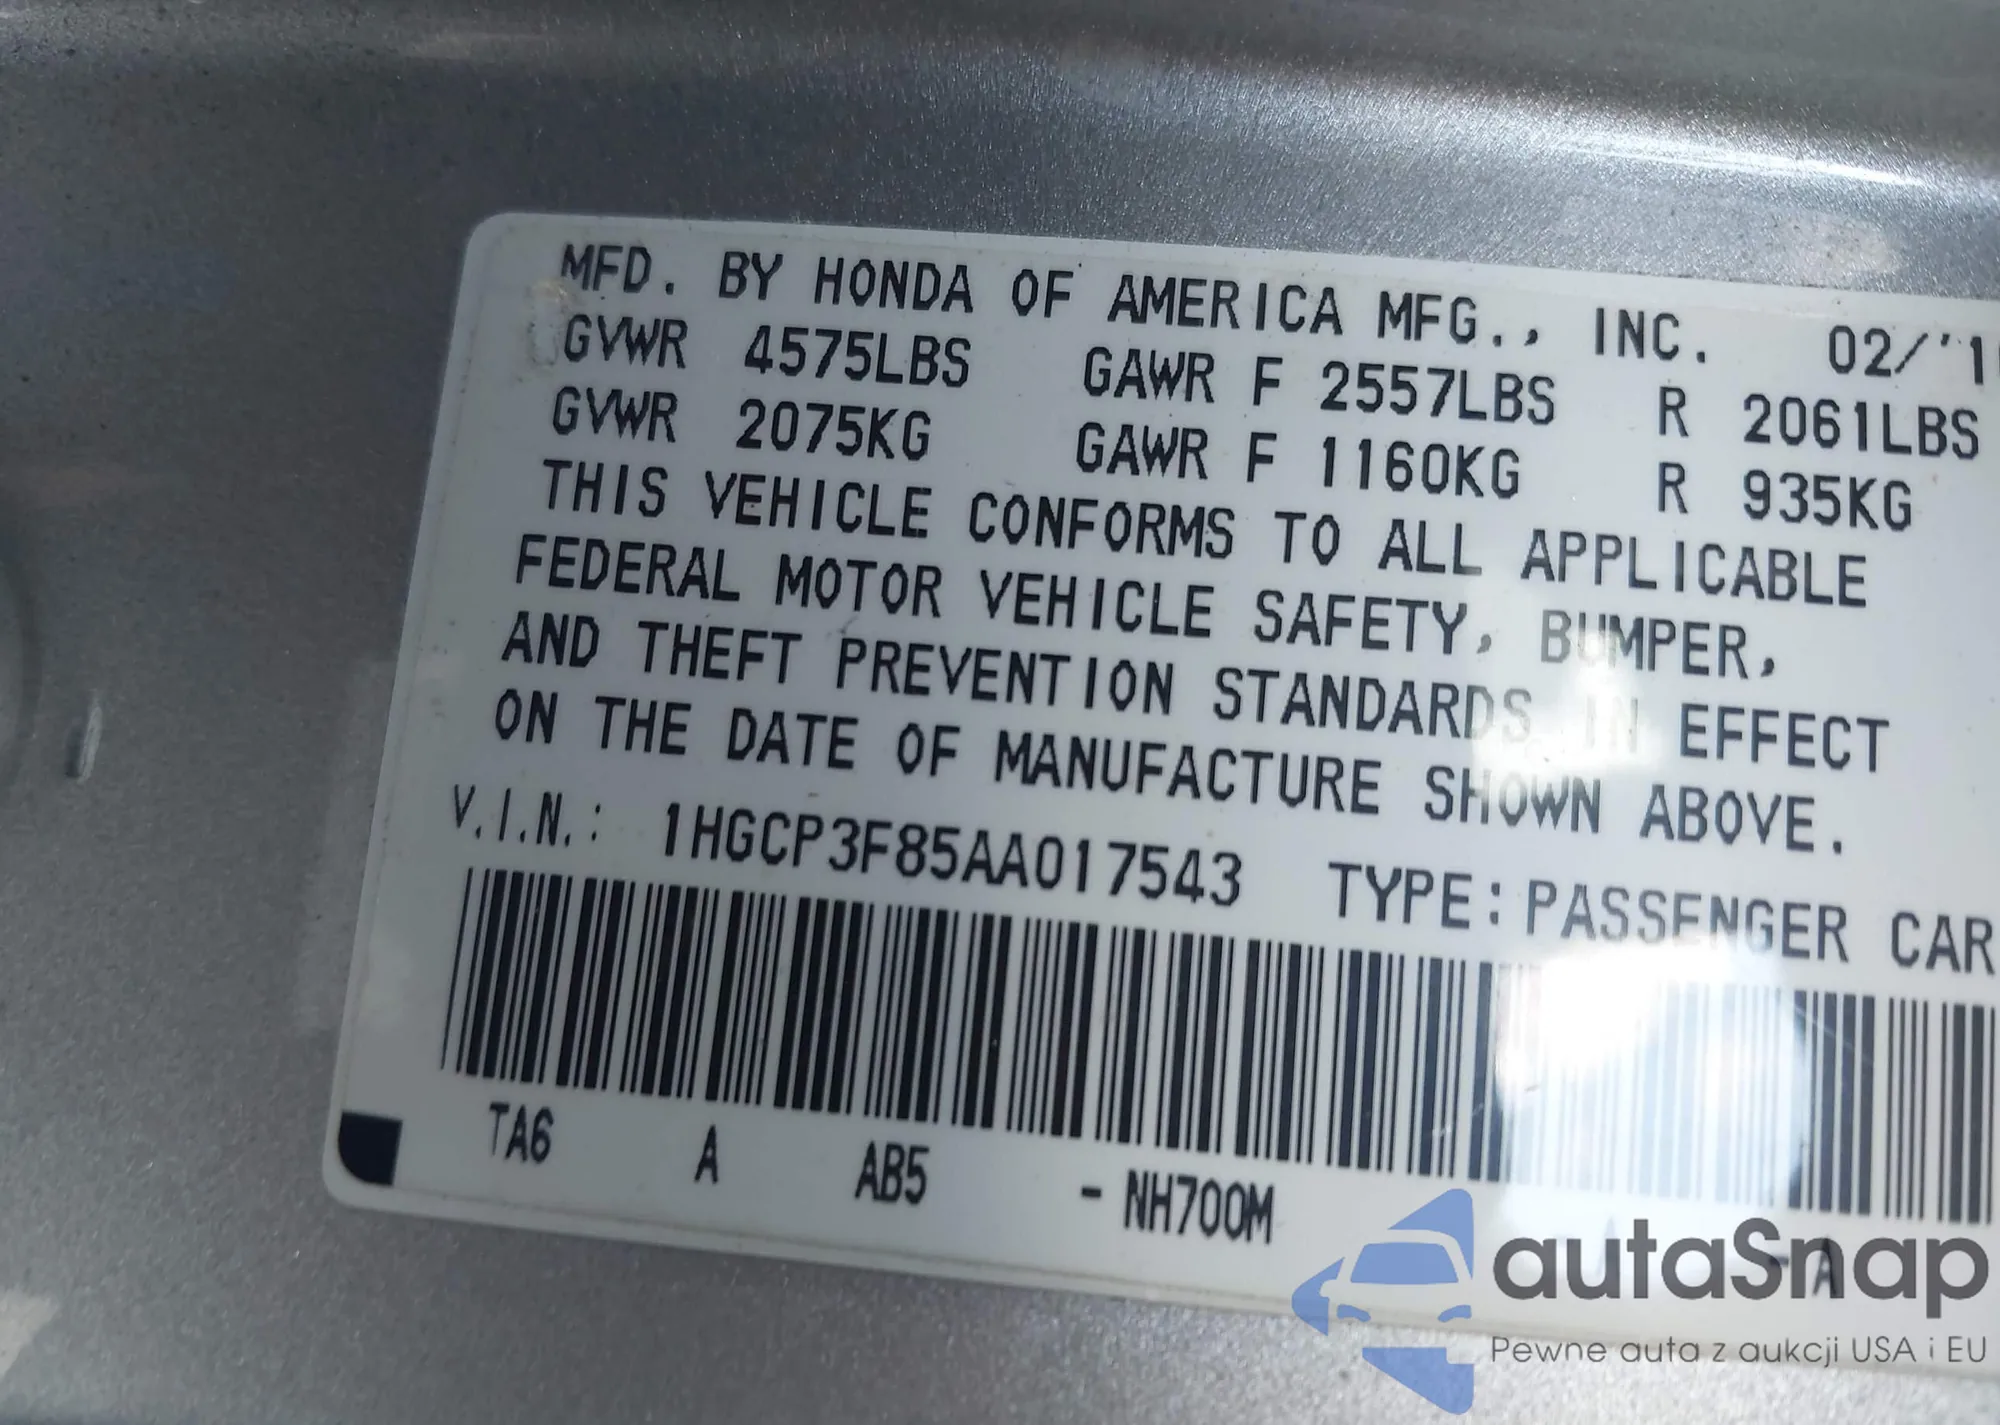 MFD. BY HONDA OF AMERICA MFG., INC. 02/'10
GVWR 4575LBS GAWR F 2557LBS R 2061LBS
GVWR 2075KG GAWR F 1160KG R 935KG
THIS VEHICLE CONFORMS TO ALL APPLICABLE
FEDERAL MOTOR VEHICLE SAFETY, BUMPER,
AND THEFT PREVENTION STANDARDS IN EFFECT
ON THE DATE OF MANUFACTURE SHOWN ABOVE.
V.I.N.: 1HGCP3F85AA017543 TYPE:PASSENGER CAR
TA6 A AB5 - NH700M A -A
autaSnap
Pewne auta z aukcji USA i EU